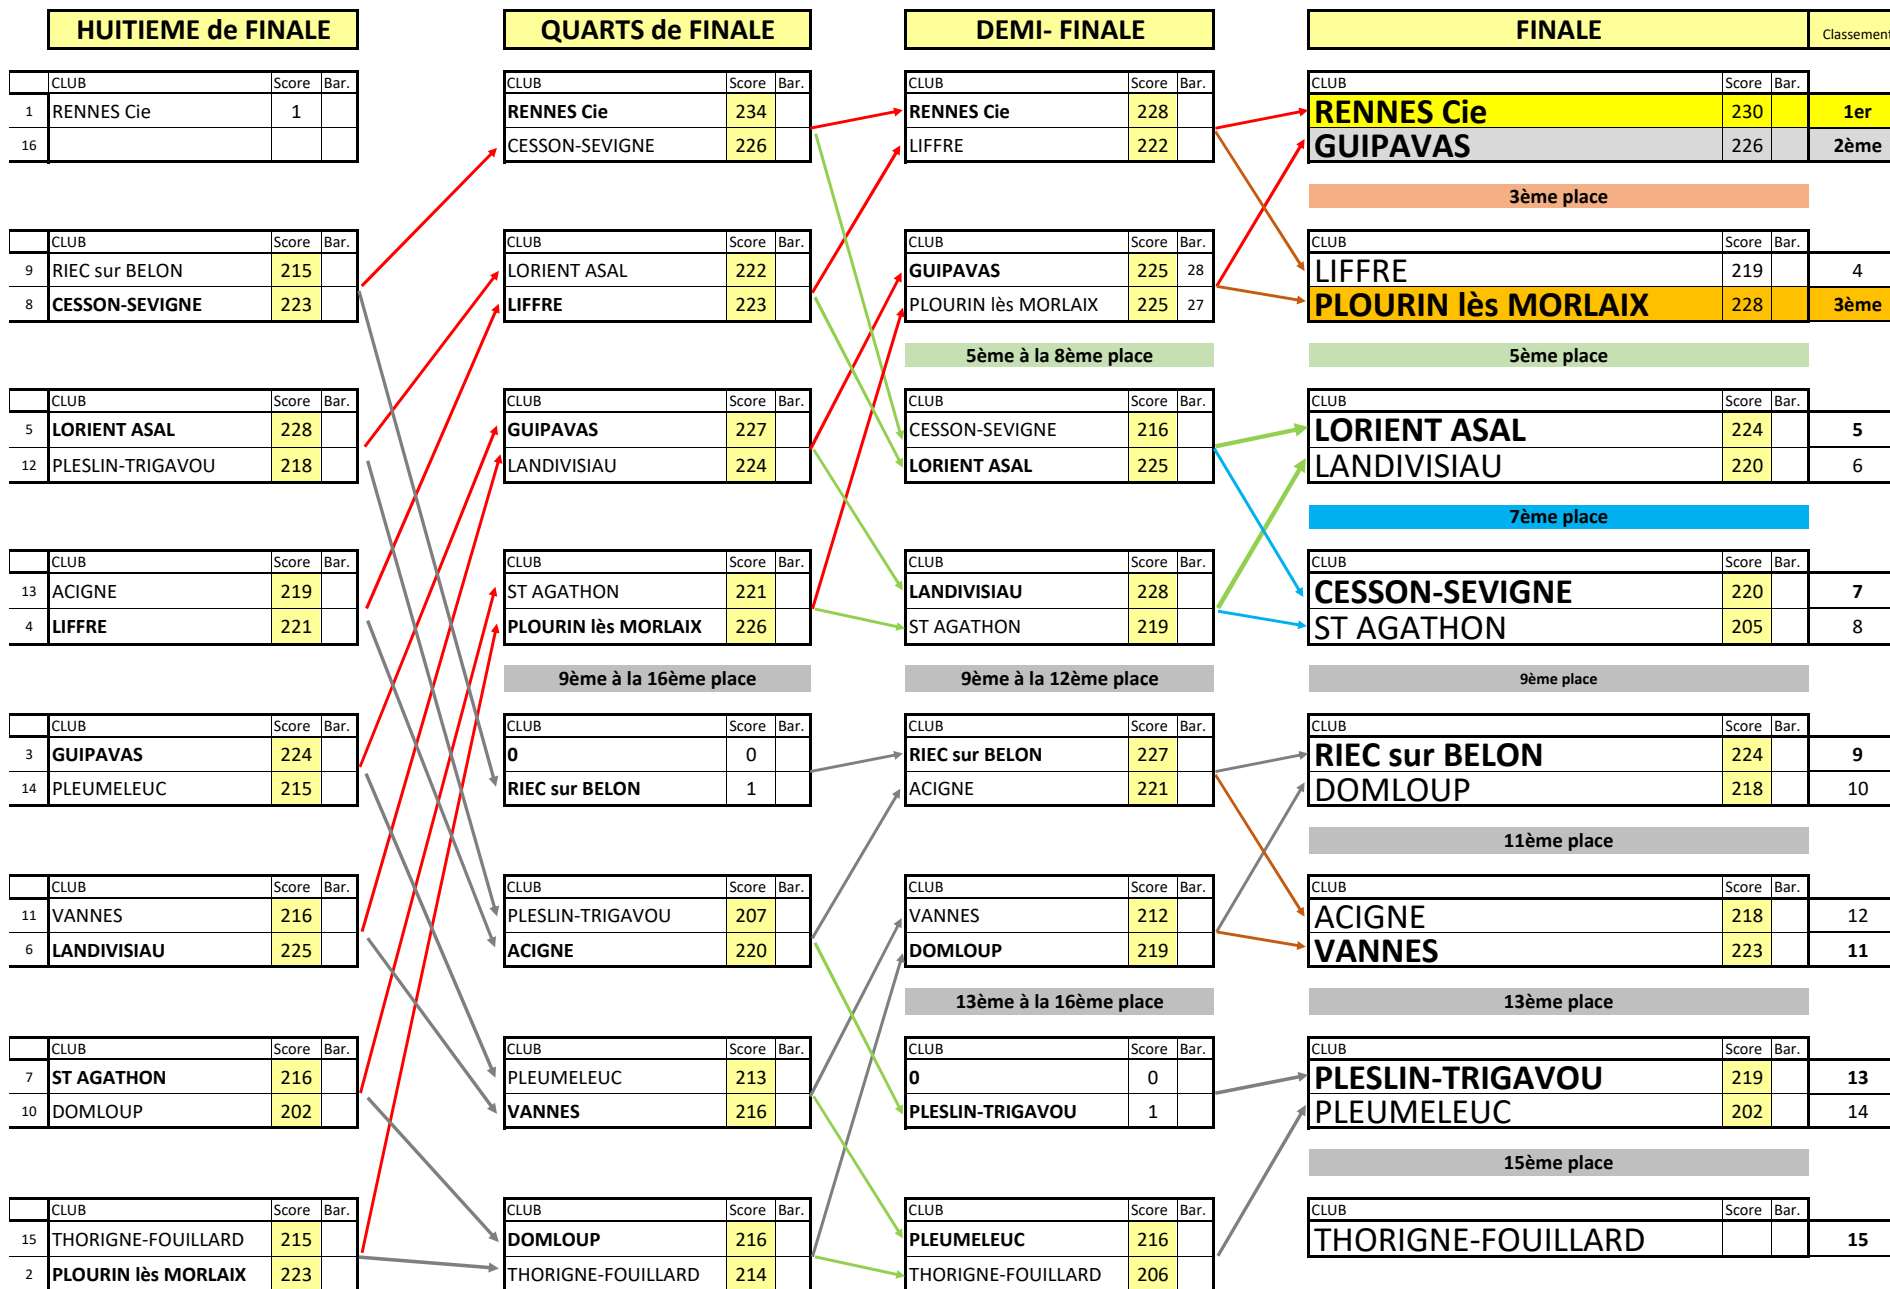 HUITIEME de FINALE QUARTS de FINALE DEMI- FINALE FINALE Classement
CLUB Score Bar. CLUB Score Bar. CLUB Score Bar. CLUB Score Bar.
1 RENNES Cie 1 RENNES Cie 234 RENNES Cie 228 RENNES Cie 230 1er
16 CESSON-SEVIGNE 226 LIFFRE 222 GUIPAVAS 226 2ème
3ème place
CLUB Score Bar. CLUB Score Bar. CLUB Score Bar. CLUB Score Bar.
9 RIEC sur BELON 215 LORIENT ASAL 222 GUIPAVAS 225 28 LIFFRE 219 4
8 CESSON-SEVIGNE 223 LIFFRE 223 PLOURIN lès MORLAIX 225 27 PLOURIN lès MORLAIX 228 3ème
5ème à la 8ème place 5ème place
CLUB Score Bar. CLUB Score Bar. CLUB Score Bar. CLUB Score Bar.
5 LORIENT ASAL 228 GUIPAVAS 227 CESSON-SEVIGNE 216 LORIENT ASAL 224 5
12 PLESLIN-TRIGAVOU 218 LANDIVISIAU 224 LORIENT ASAL 225 LANDIVISIAU 220 6
7ème place
CLUB Score Bar. CLUB Score Bar. CLUB Score Bar. CLUB Score Bar.
13 ACIGNE 219 ST AGATHON 221 LANDIVISIAU 228 CESSON-SEVIGNE 220 7
4 LIFFRE 221 PLOURIN lès MORLAIX 226 ST AGATHON 219 ST AGATHON 205 8
9ème à la 16ème place 9ème à la 12ème place 9ème place
CLUB Score Bar. CLUB Score Bar. CLUB Score Bar. CLUB Score Bar.
3 GUIPAVAS 224 0 0 RIEC sur BELON 227 RIEC sur BELON 224 9
14 PLEUMELEUC 215 RIEC sur BELON 1 ACIGNE 221 DOMLOUP 218 10
11ème place
CLUB Score Bar. CLUB Score Bar. CLUB Score Bar. CLUB Score Bar.
11 VANNES 216 PLESLIN-TRIGAVOU 207 VANNES 212 ACIGNE 218 12
6 LANDIVISIAU 225 ACIGNE 220 DOMLOUP 219 VANNES 223 11
13ème à la 16ème place 13ème place
CLUB Score Bar. CLUB Score Bar. CLUB Score Bar. CLUB Score Bar.
7 ST AGATHON 216 PLEUMELEUC 213 0 0 PLESLIN-TRIGAVOU 219 13
10 DOMLOUP 202 VANNES 216 PLESLIN-TRIGAVOU 1 PLEUMELEUC 202 14
15ème place
CLUB Score Bar. CLUB Score Bar. CLUB Score Bar. CLUB Score Bar.
15 THORIGNE-FOUILLARD 215 DOMLOUP 216 PLEUMELEUC 216 THORIGNE-FOUILLARD 15
2 PLOURIN lès MORLAIX 223 THORIGNE-FOUILLARD 214 THORIGNE-FOUILLARD 206